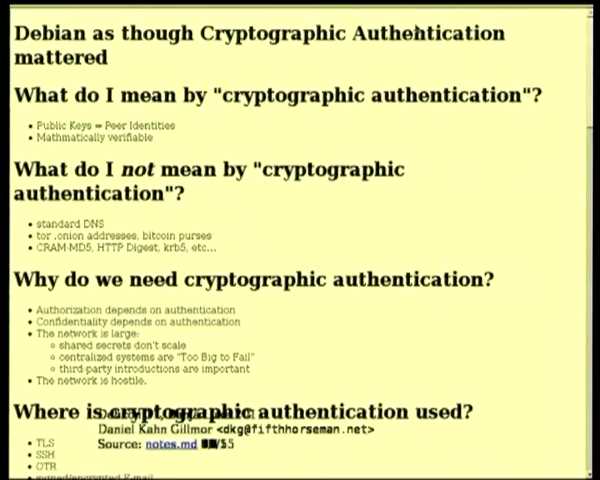 Debian as though Cryptographic Authentication
mattered
What do I mean by "cryptographic authentication"?
• Public Keys = Peer Identities
• Mathmatically verifiable
What do I not mean by "cryptographic
authentication"?
• standard DNS
• tor .onion addresses, bitcoin purses
• CRAM-MD5, HTTP Digest, krb5, etc...
Why do we need cryptographic authentication?
• Authorization depends on authentication
• Confidentiality depends on authentication
• The network is large:
○ shared secrets don't scale
○ centralized systems are "Too Big to Fail"
○ third-party introductions are important
• The network is hostile.
Where is cryptographic authentication used?
Daniel Kahn Gillmor <dkg@fifthhorseman.net>
• TLS
Source: notes.md
• SSH
• OTR
• signed/encrypted E-mail